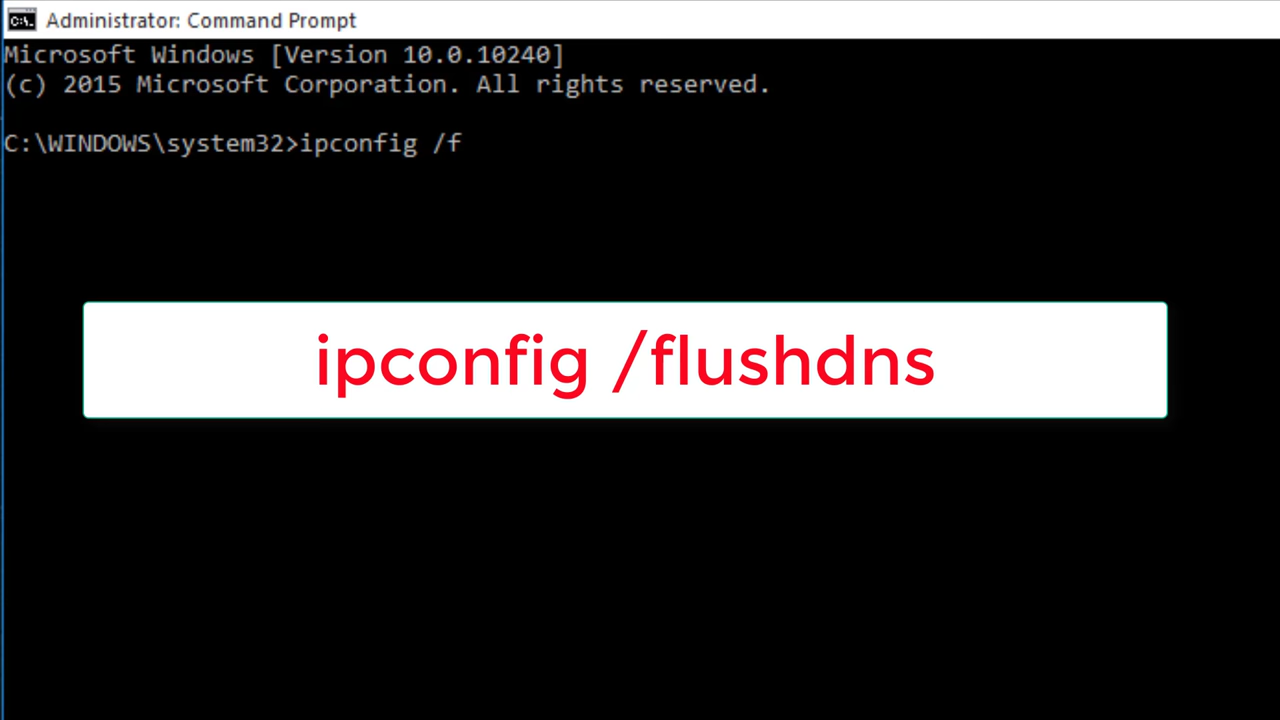 Administrator: Command Prompt
Microsoft Windows [Version 10.0.10240]
(c) 2015 Microsoft Corporation. All rights reserved.
C:\WINDOWS\system32>ipconfig /f
ipconfig /flushdns